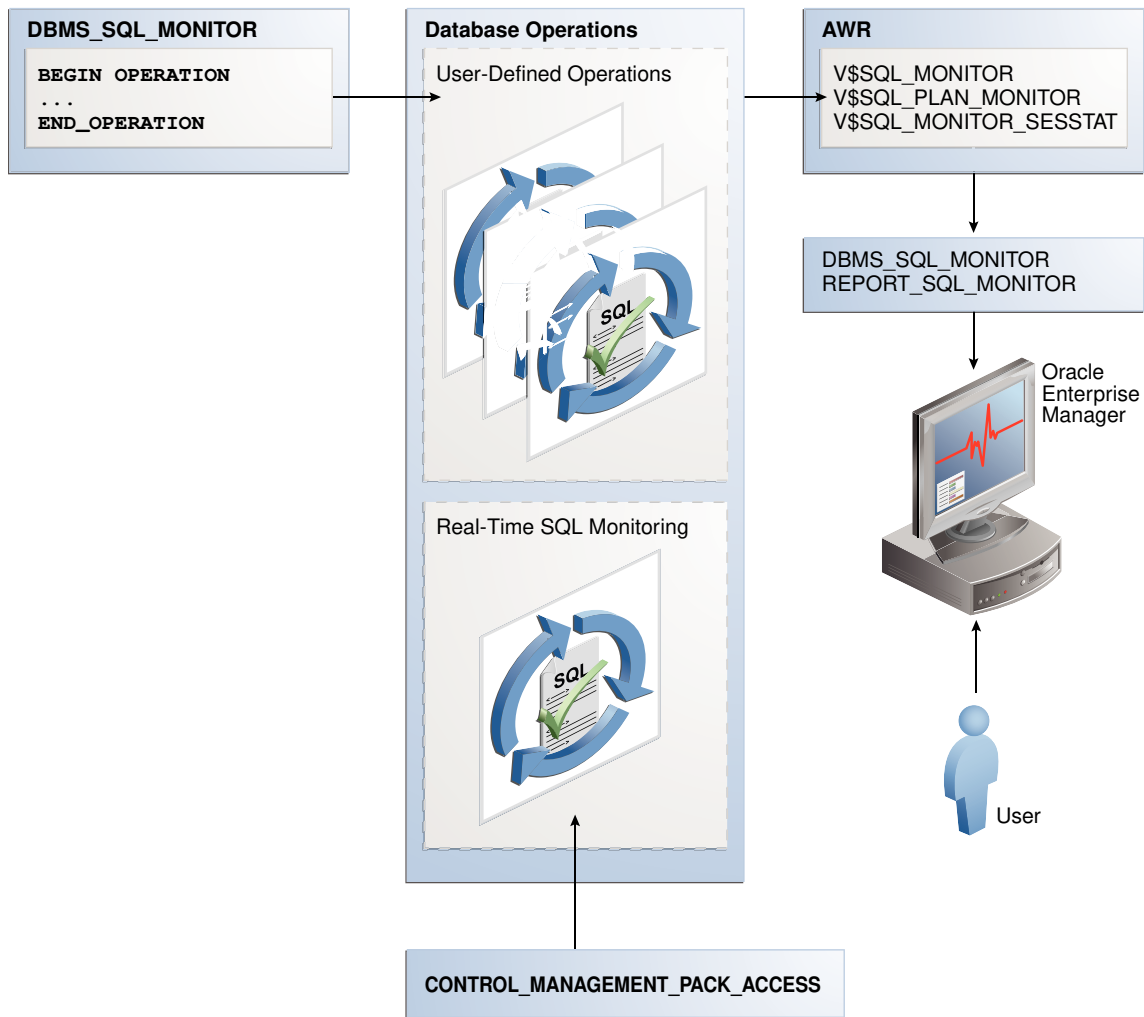 DBMS_SQL_MONITOR
BEGIN OPERATION
...
END_OPERATION
Database Operations
User-Defined Operations
SQL
Real-Time SQL Monitoring
SQL
CONTROL_MANAGEMENT_PACK_ACCESS
AWR
V$SQL_MONITOR
V$SQL_PLAN_MONITOR
V$SQL_MONITOR_SESSTAT
DBMS_SQL_MONITOR
REPORT_SQL_MONITOR
Oracle
Enterprise
Manager
User